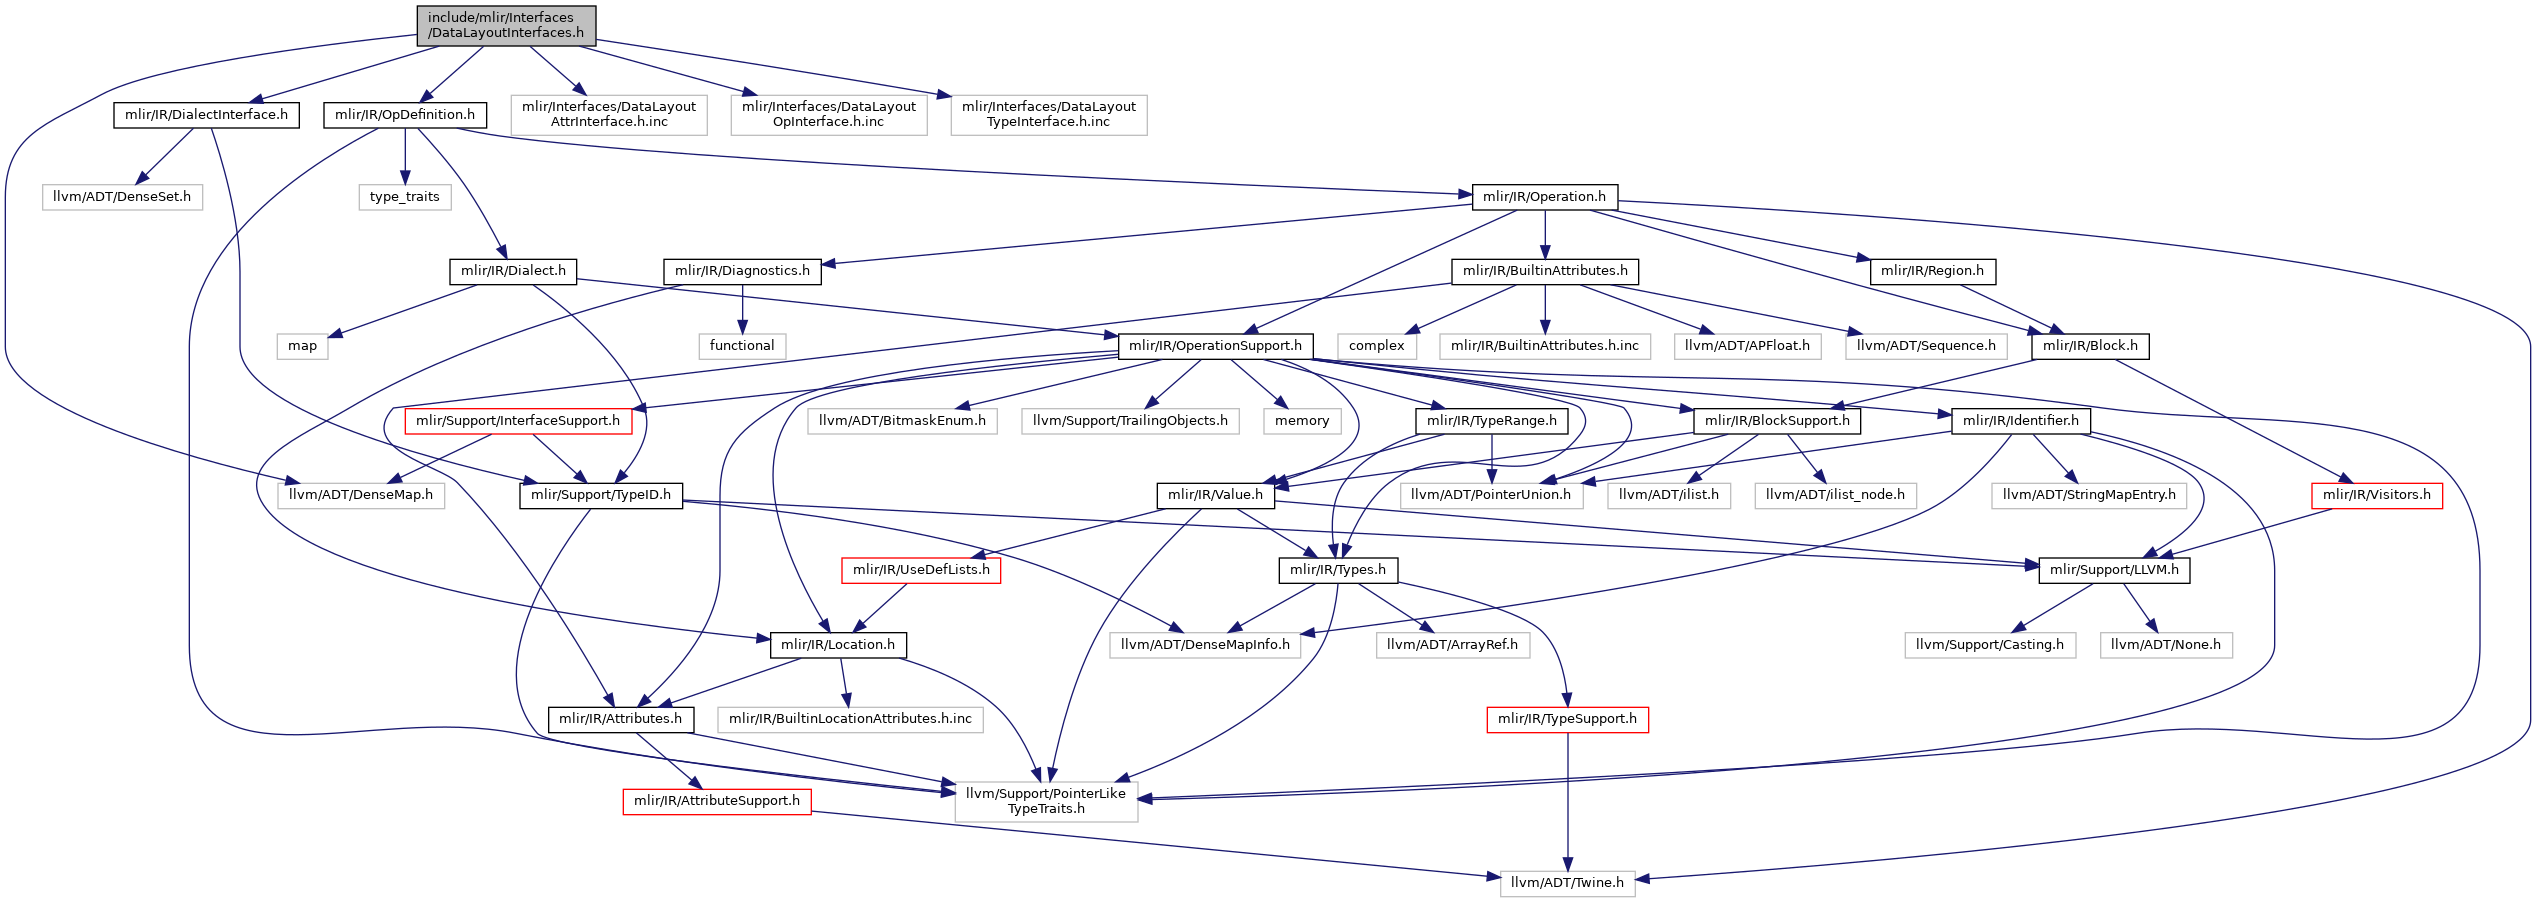 include/mlir/Interfaces
/DataLayoutInterfaces.h
mlir/IR/DialectInterface.h
mlir/IR/OpDefinition.h
mlir/Interfaces/DataLayout
AttrInterface.h.inc
mlir/Interfaces/DataLayout
OpInterface.h.inc
mlir/Interfaces/DataLayout
TypeInterface.h.inc
llvm/ADT/DenseSet.h
type_traits
mlir/IR/Operation.h
mlir/IR/Dialect.h
mlir/IR/Diagnostics.h
mlir/IR/BuiltinAttributes.h
mlir/IR/Region.h
map
functional
mlir/IR/OperationSupport.h
complex
mlir/IR/BuiltinAttributes.h.inc
llvm/ADT/APFloat.h
llvm/ADT/Sequence.h
mlir/IR/Block.h
mlir/Support/InterfaceSupport.h
llvm/ADT/BitmaskEnum.h
llvm/Support/TrailingObjects.h
memory
mlir/IR/TypeRange.h
mlir/IR/BlockSupport.h
mlir/IR/Identifier.h
llvm/ADT/DenseMap.h
mlir/Support/TypeID.h
mlir/IR/Value.h
llvm/ADT/PointerUnion.h
llvm/ADT/ilist.h
llvm/ADT/ilist_node.h
llvm/ADT/StringMapEntry.h
mlir/IR/Visitors.h
mlir/IR/UseDefLists.h
mlir/IR/Types.h
mlir/Support/LLVM.h
mlir/IR/Location.h
llvm/ADT/DenseMapInfo.h
llvm/ADT/ArrayRef.h
llvm/Support/Casting.h
llvm/ADT/None.h
mlir/IR/Attributes.h
mlir/IR/BuiltinLocationAttributes.h.inc
mlir/IR/TypeSupport.h
mlir/IR/AttributeSupport.h
llvm/Support/PointerLike
TypeTraits.h
llvm/ADT/Twine.h